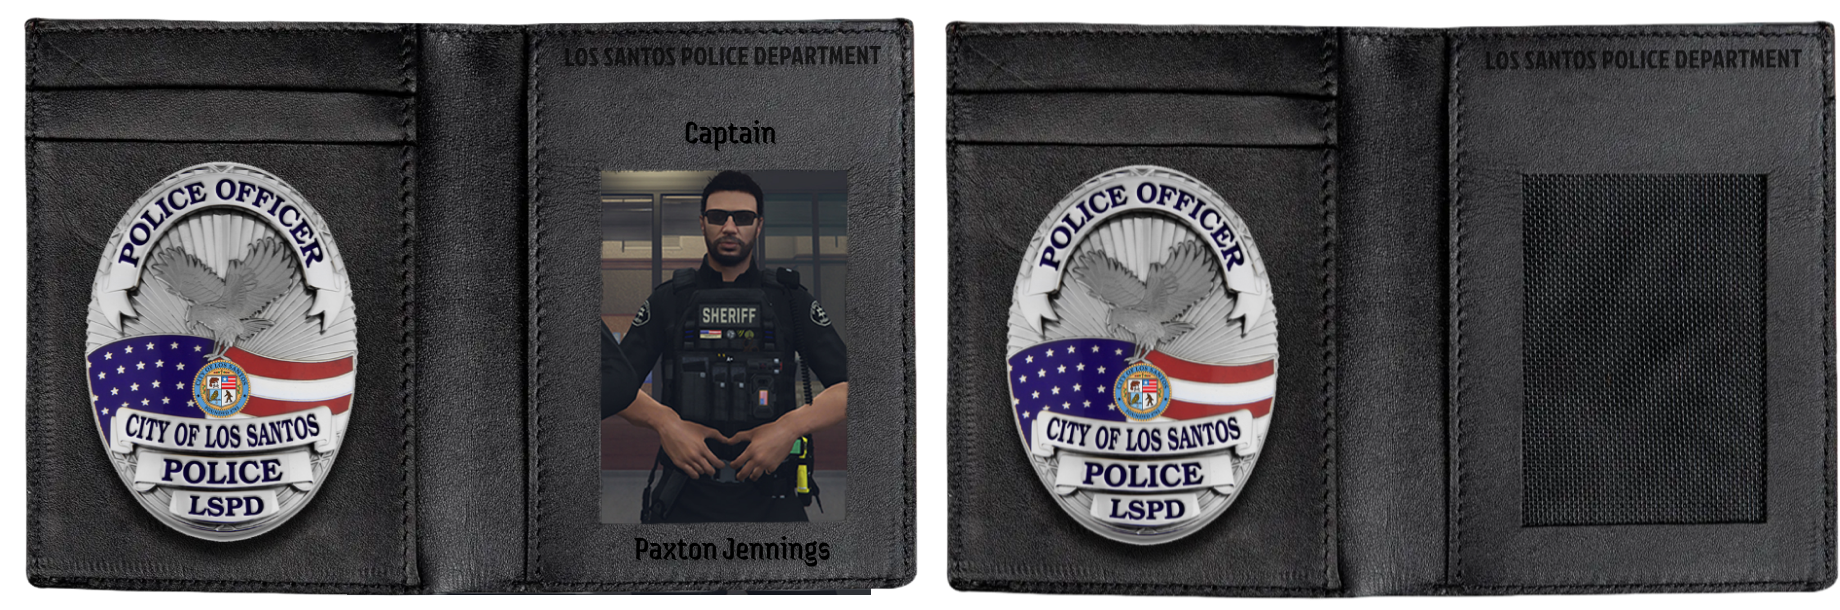 LOS SANTOS POLICE DEPARTMENT
Captain
POLICE OFFICER
SHERIFF
CITY OF LOS SANTOS
POLICE
LSPD
Paxton Jennings
LOS SANTOS POLICE DEPARTMENT
POLICE OFFICER
CITY OF LOS SANTOS
POLICE
LSPD